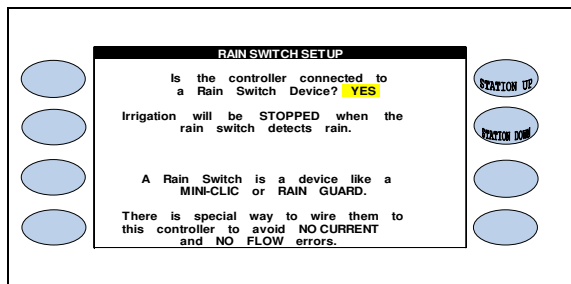 RAIN SWITCH SETUP
Is the controller connected to
a Rain Switch Device? YES
Irrigation will be STOPPED when the
rain switch detects rain.
A Rain Switch is a device like a
MINI-CLIC or RAIN GUARD.
There is special way to wire them to
this controller to avoid NO CURRENT
and NO FLOW errors.
STATION UP
STATION DOWN